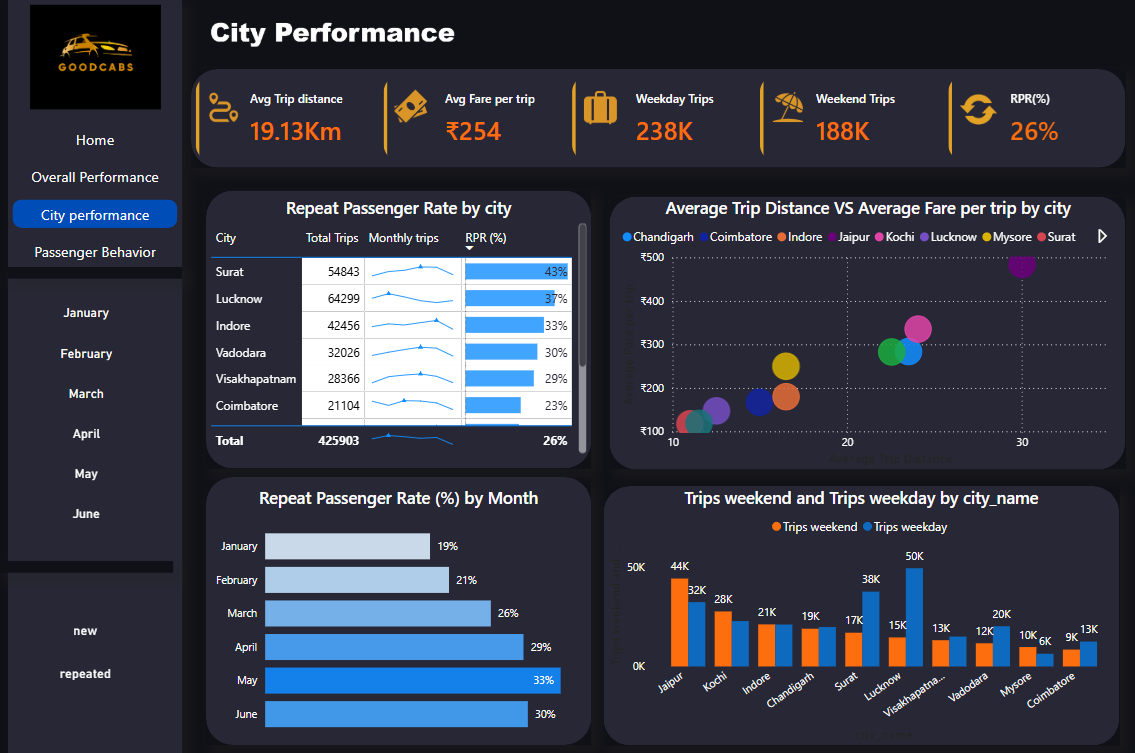 GOODCABS
Home
Overall Performance
City performance
Passenger Behavior
January
February
March
April
May
June
new
repeated
City Performance
Avg Trip distance
19.13Km
Avg Fare per trip
₹254
Weekday Trips
238K
Weekend Trips
188K
RPR(%)
26%
Repeat Passenger Rate by city
City Total Trips Monthly trips RPR (%)
Surat 54843 43%
Lucknow 64299 37%
Indore 42456 33%
Vadodara 32026 30%
Visakhapatnam 28366 29%
Coimbatore 21104 23%
Total 425903 26%
Average Trip Distance VS Average Fare per trip by city
Chandigarh Coimbatore Indore Jaipur Kochi Lucknow Mysore Surat
₹500
₹400
₹300
₹200
₹100
10 20 30
Average Trip Distance
Repeat Passenger Rate (%) by Month
January 19%
February 21%
March 26%
April 29%
May 33%
June 30%
Trips weekend and Trips weekday by city_name
Trips weekend Trips weekday
50K
0K
44K 32K 28K 21K 19K 17K 38K 15K 50K 13K 12K 20K 10K 6K 9K 13K
Jaipur Kochi Indore Chandigarh Surat Lucknow Visakhapatna... Vadodara Mysore Coimbatore